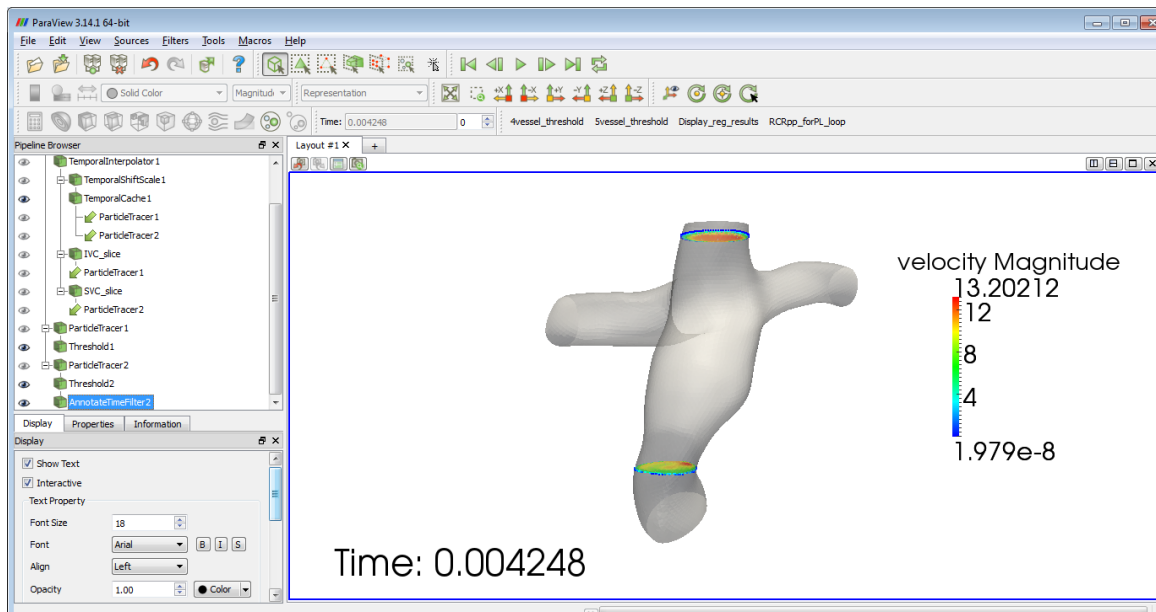 ParaView 3.14.1 64-bit
File Edit View Sources Filters Tools Macros Help
Solid Color Magnitud Representation +X -X +Y -Y +Z -Z
Time: 0.004248 0 4vessel_threshold 5vessel_threshold Display_reg_results RCRpp_forPL_loop
Pipeline Browser
Layout #1
TemporalInterpolator1
TemporalShiftScale1
TemporalCache1
ParticleTracer1
ParticleTracer2
IVC_slice
ParticleTracer1
SVC_slice
ParticleTracer2
ParticleTracer1
Threshold1
ParticleTracer2
Threshold2
AnnotateTimeFilter2
Display Properties Information
Display
Show Text
Interactive
Text Property
Font Size 18
Font Arial B I S
Align Left
Opacity 1.00 Color
velocity Magnitude
13.20212
12
8
4
1.979e-8
Time: 0.004248